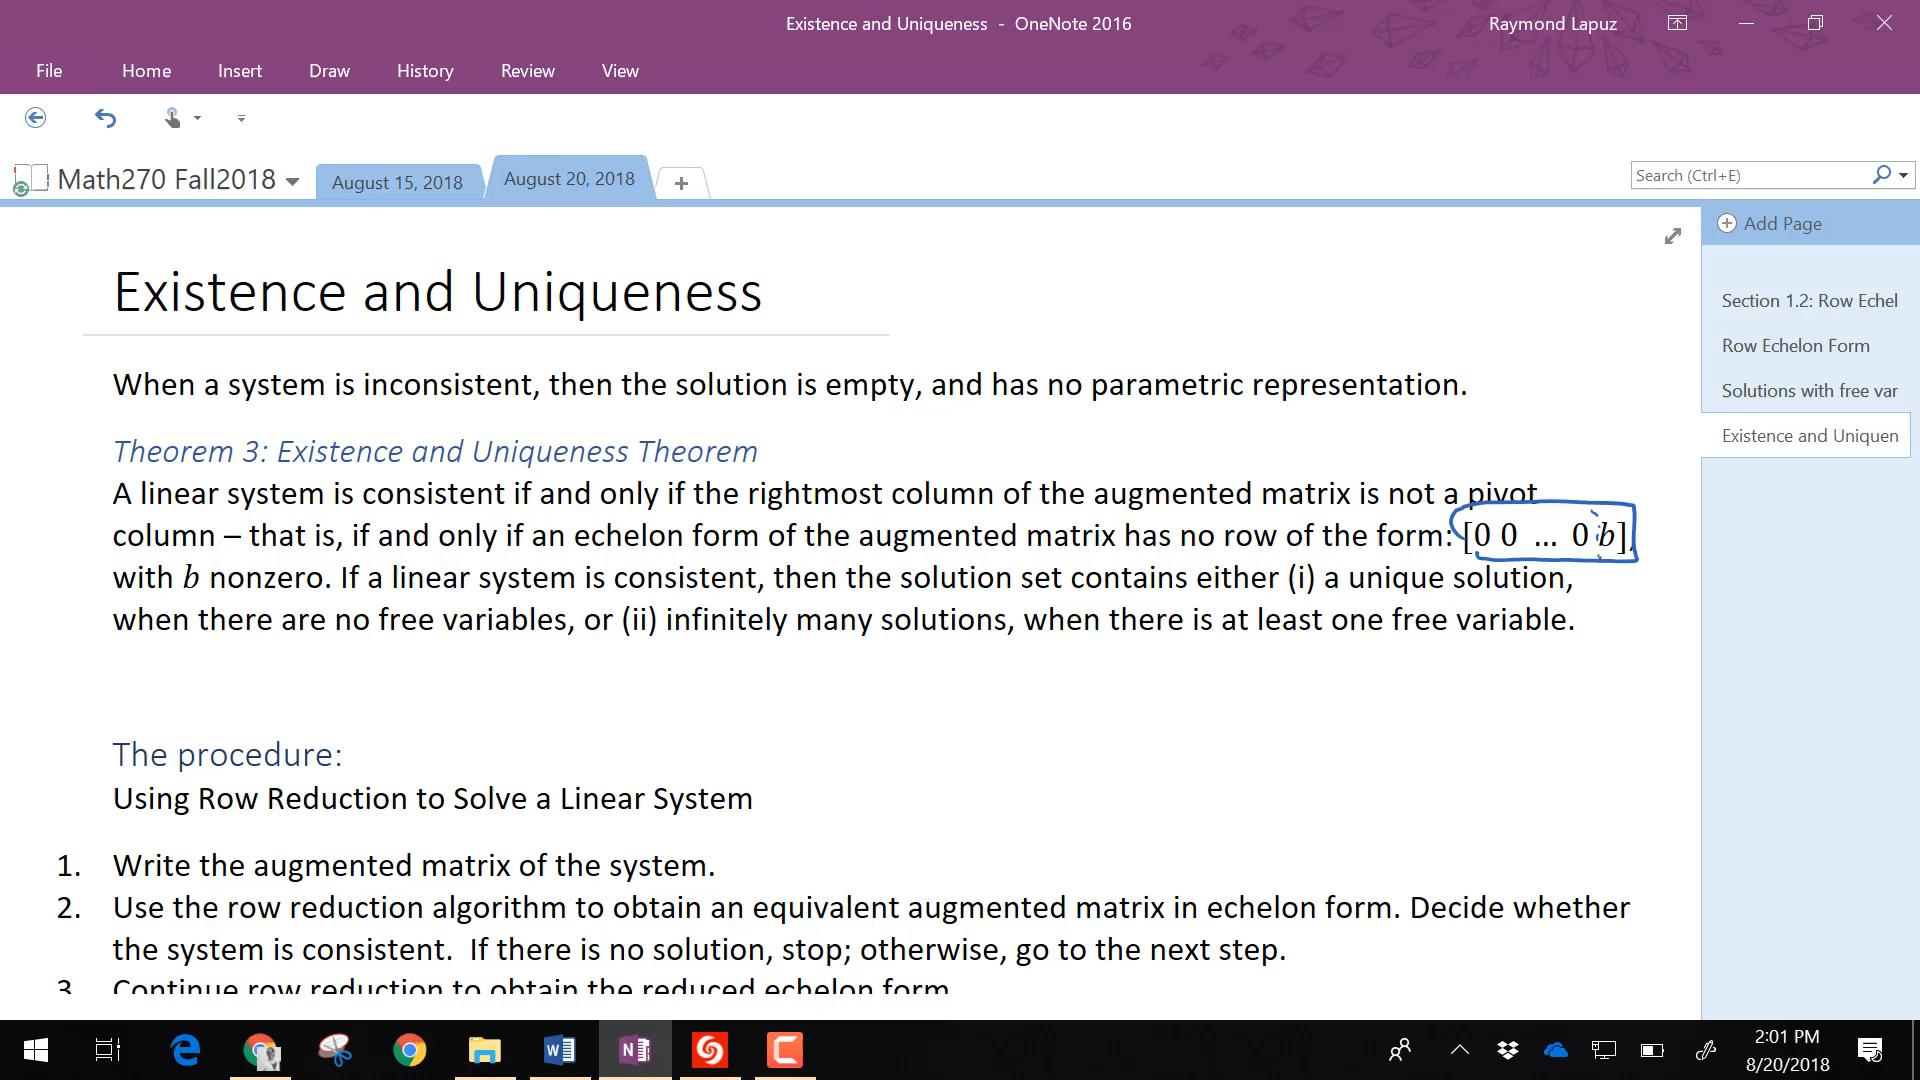 Existence and Uniqueness - OneNote 2016
Raymond Lapuz
File Home Insert Draw History Review View
Math270 Fall2018
August 15, 2018
August 20, 2018
Search (Ctrl+E)
Add Page
Section 1.2: Row Echel
Row Echelon Form
Solutions with free var
Existence and Uniquen
Existence and Uniqueness
When a system is inconsistent, then the solution is empty, and has no parametric representation.
Theorem 3: Existence and Uniqueness Theorem
A linear system is consistent if and only if the rightmost column of the augmented matrix is not a pivot
column – that is, if and only if an echelon form of the augmented matrix has no row of the form: [0 0 … 0 b],
with b nonzero. If a linear system is consistent, then the solution set contains either (i) a unique solution,
when there are no free variables, or (ii) infinitely many solutions, when there is at least one free variable.
The procedure:
Using Row Reduction to Solve a Linear System
1. Write the augmented matrix of the system.
2. Use the row reduction algorithm to obtain an equivalent augmented matrix in echelon form. Decide whether
the system is consistent. If there is no solution, stop; otherwise, go to the next step.
3. Continue row reduction to obtain the reduced echelon form.
2:01 PM
8/20/2018